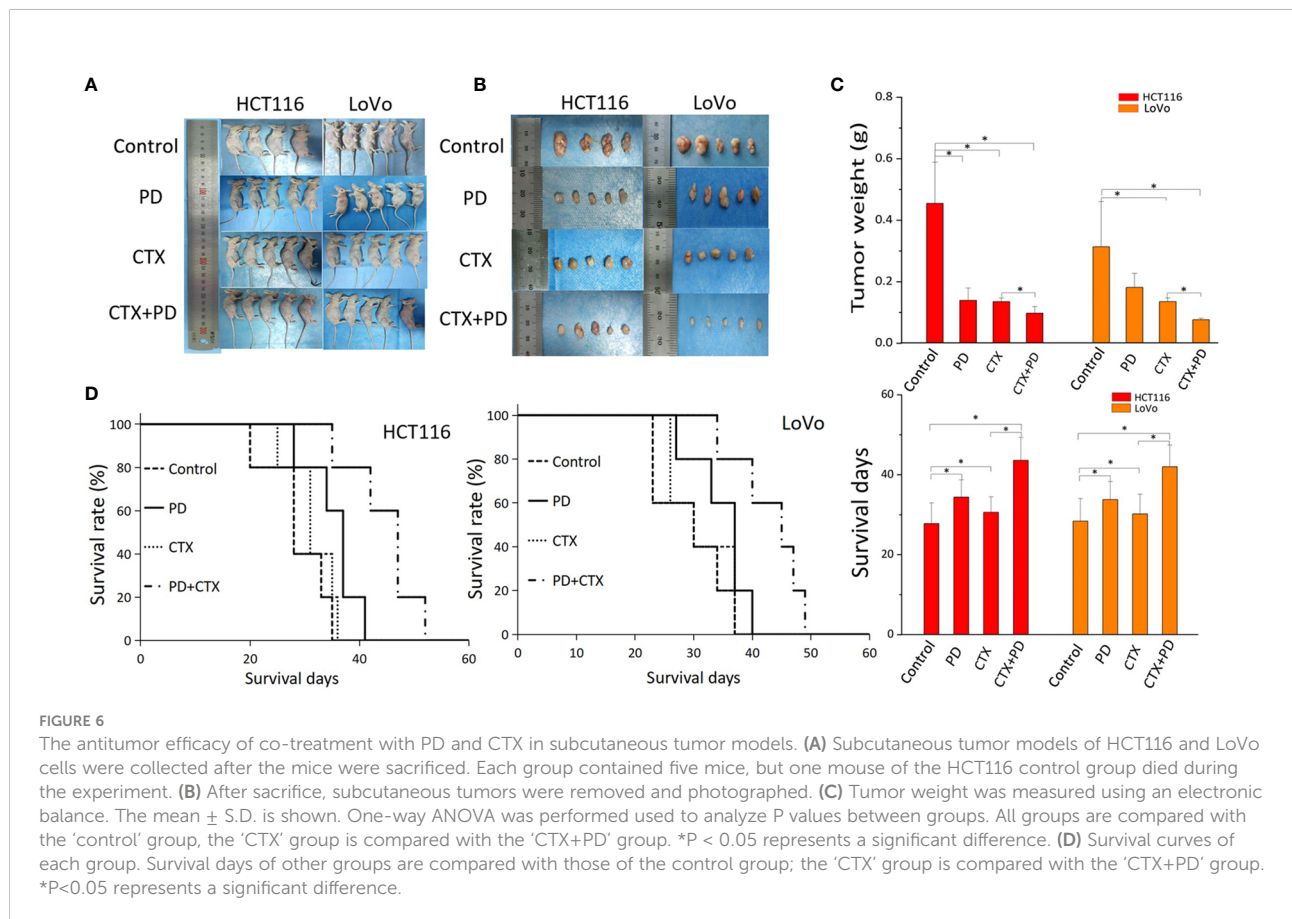 A
HCT116 LoVo
Control
PD
CTX
CTX+PD
B
HCT116 LoVo
Control
PD
CTX
CTX+PD
C
HCT116
LoVo
Tumor weight (g)
0.8
0.6
0.4
0.2
0.0
* * *
* *
* *
Control PD CTX CTX+PD Control PD CTX CTX+PD
D
HCT116
Survival rate (%)
100
80
60
40
20
0
Control
PD
CTX
PD+CTX
0 20 40 60
Survival days
LoVo
Survival rate (%)
100
80
60
40
20
0
Control
PD
CTX
PD+CTX
0 10 20 30 40 50 60
Survival days
HCT116
LoVo
Survival days
60
40
20
0
* * * *
* * * *
Control PD CTX CTX+PD Control PD CTX CTX+PD
FIGURE 6
The antitumor efficacy of co-treatment with PD and CTX in subcutaneous tumor models. (A) Subcutaneous tumor models of HCT116 and LoVo
cells were collected after the mice were sacrificed. Each group contained five mice, but one mouse of the HCT116 control group died during
the experiment. (B) After sacrifice, subcutaneous tumors were removed and photographed. (C) Tumor weight was measured using an electronic
balance. The mean ± S.D. is shown. One-way ANOVA was performed used to analyze P values between groups. All groups are compared with
the ‘control’ group, the ‘CTX’ group is compared with the ‘CTX+PD’ group. *P < 0.05 represents a significant difference. (D) Survival curves of
each group. Survival days of other groups are compared with those of the control group; the ‘CTX’ group is compared with the ‘CTX+PD’ group.
*P<0.05 represents a significant difference.